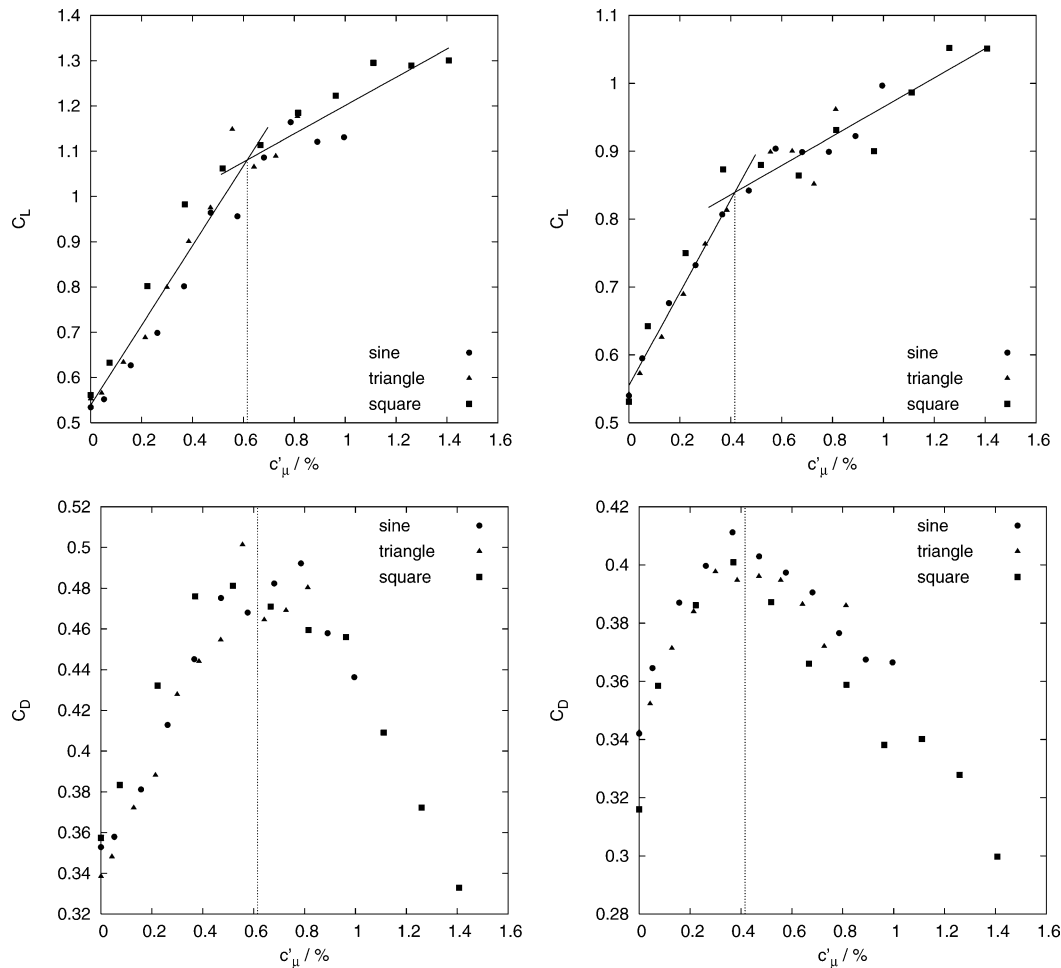 1.4
1.3
1.2
1.1
1
0.9
0.8
0.7
0.6
0.5
C_L
0 0.2 0.4 0.6 0.8 1 1.2 1.4 1.6
c'_μ / %
sine
triangle
square
1.1
1
0.9
0.8
0.7
0.6
0.5
C_L
0 0.2 0.4 0.6 0.8 1 1.2 1.4 1.6
c'_μ / %
sine
triangle
square
0.52
0.5
0.48
0.46
0.44
0.42
0.4
0.38
0.36
0.34
0.32
C_D
0 0.2 0.4 0.6 0.8 1 1.2 1.4 1.6
c'_μ / %
sine
triangle
square
0.42
0.4
0.38
0.36
0.34
0.32
0.3
0.28
C_D
0 0.2 0.4 0.6 0.8 1 1.2 1.4 1.6
c'_μ / %
sine
triangle
square